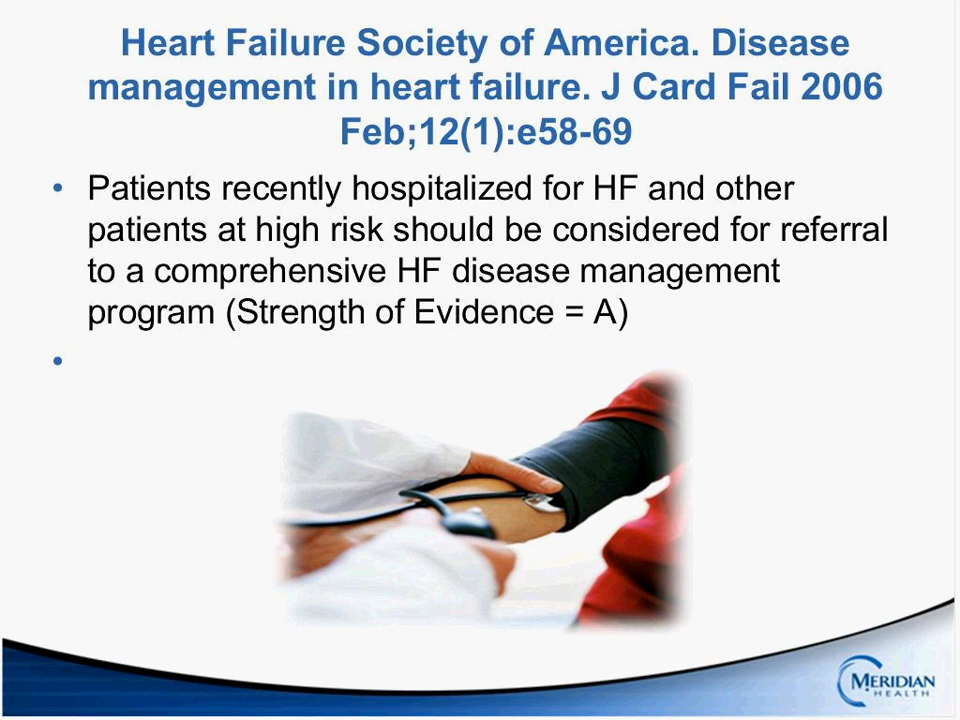 Heart Failure Society of America. Disease
management in heart failure. J Card Fail 2006
Feb;12(1):e58-69
• Patients recently hospitalized for HF and other
patients at high risk should be considered for referral
to a comprehensive HF disease management
program (Strength of Evidence = A)
•
MERIDIAN
HEALTH